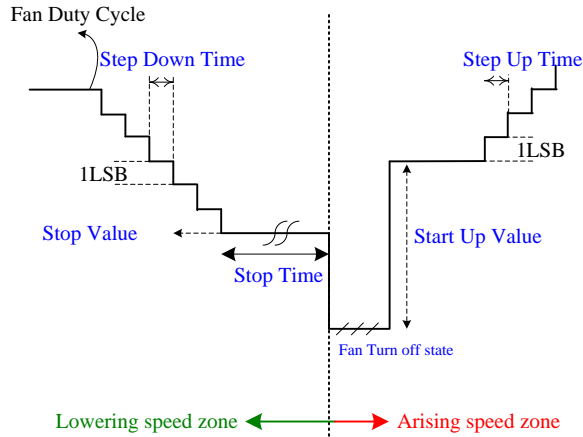 Fan Duty Cycle
Step Down Time
Step Up Time
1LSB
1LSB
Stop Value
Start Up Value
Stop Time
Fan Turn off state
Lowering speed zone
Arising speed zone